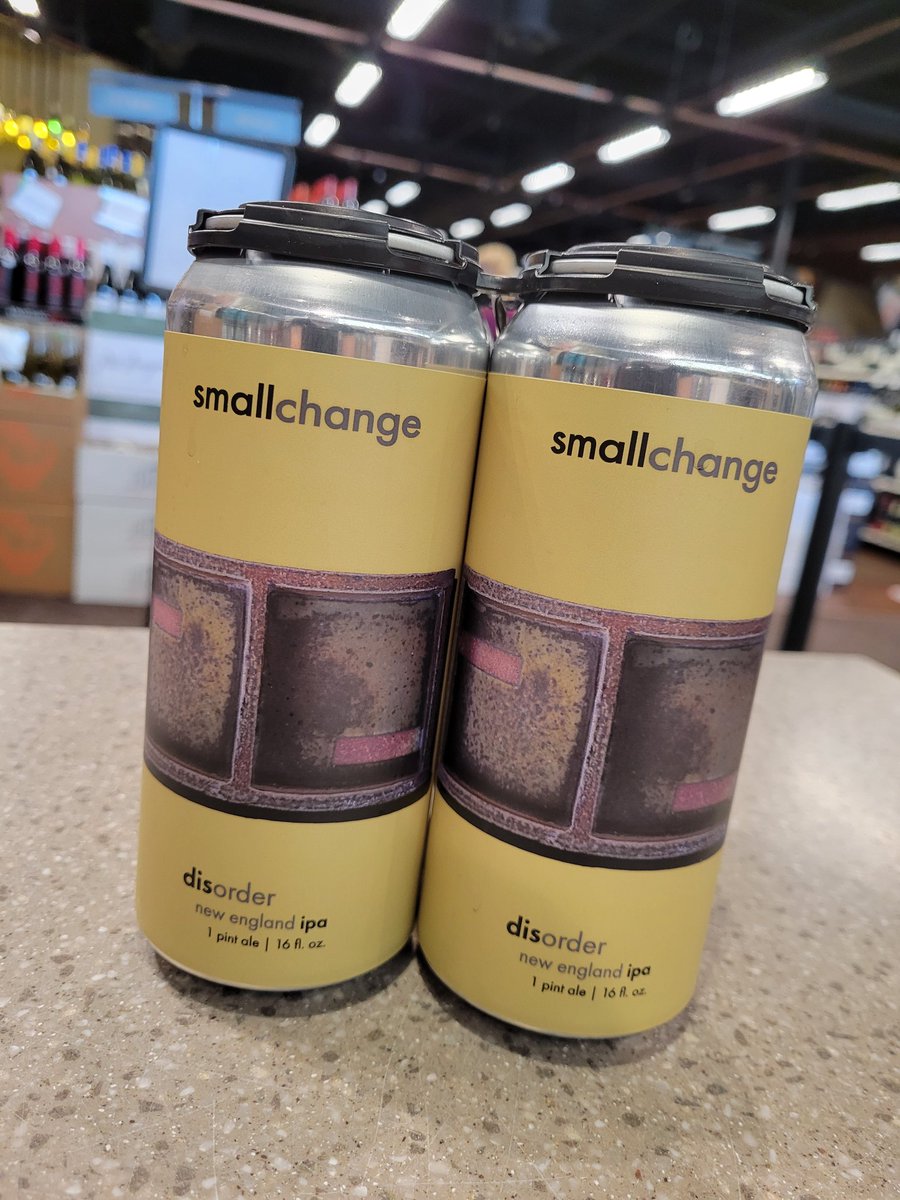 smallchange
disorder
new england ipa
1 pint ale | 16 fl. oz.
smallchange
disorder
new england ipa
1 pint ale | 16 fl. oz.